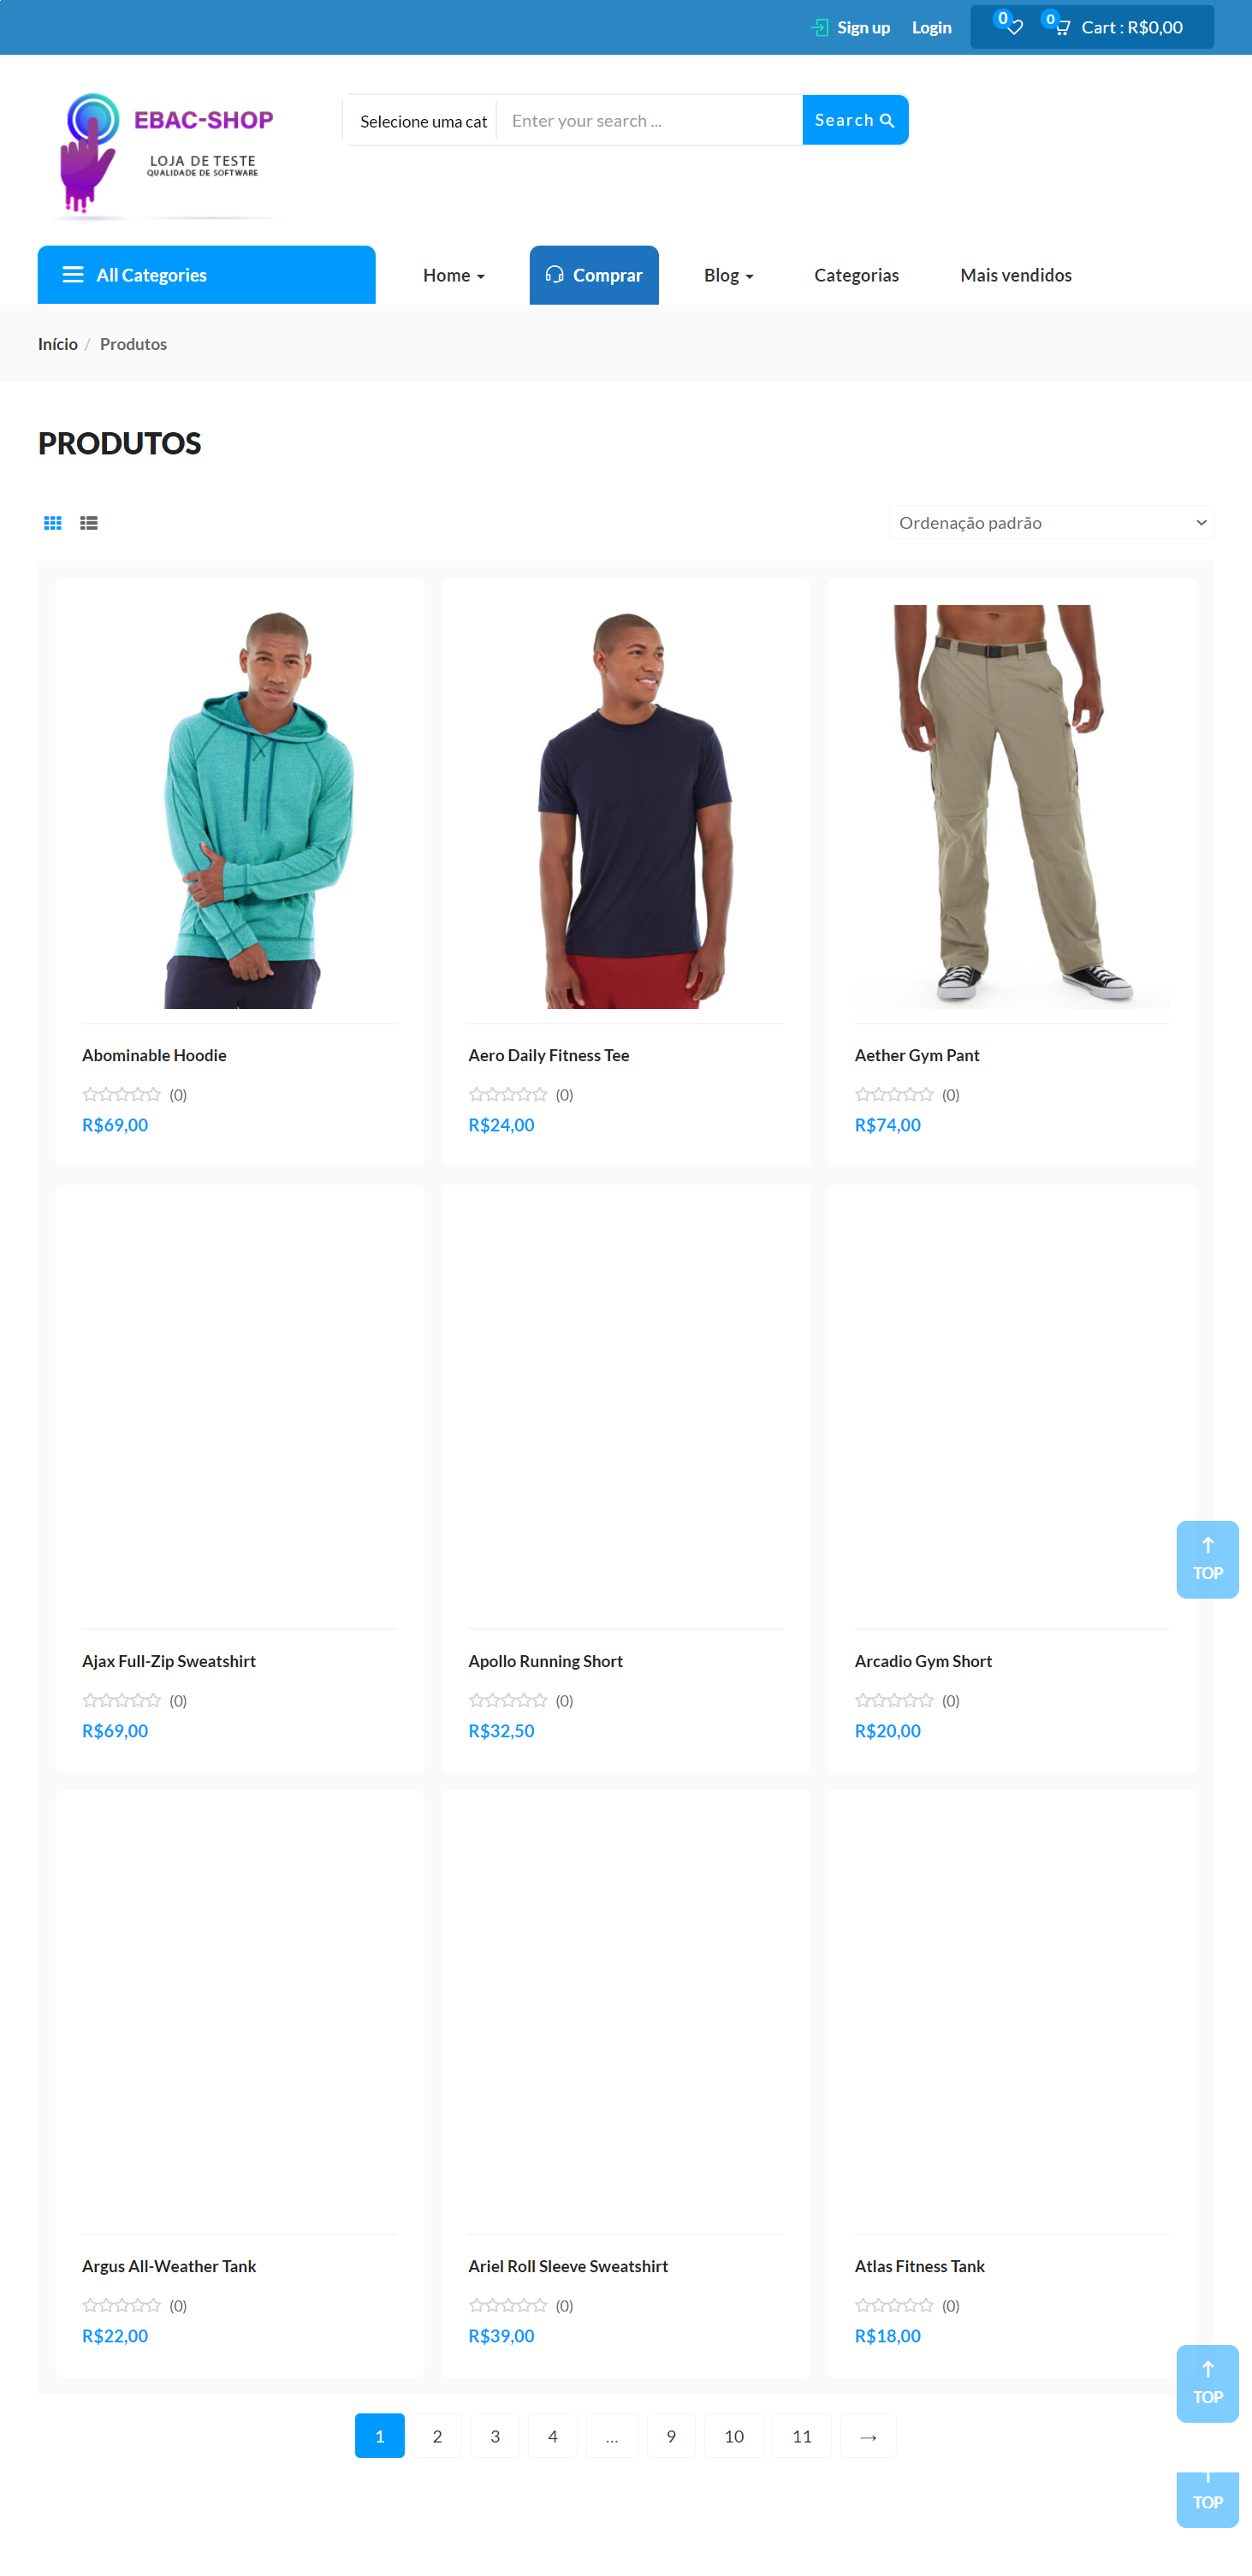 Sign up Login 0 0 Cart : R$0,00
EBAC-SHOP
LOJA DE TESTE
QUALIDADE DE SOFTWARE
Selecione uma cat Enter your search ... Search
All Categories Home Comprar Blog Categorias Mais vendidos
Início / Produtos
PRODUTOS
Ordenação padrão
Abominable Hoodie Aero Daily Fitness Tee Aether Gym Pant
(0) (0) (0)
R$69,00 R$24,00 R$74,00
TOP
Ajax Full-Zip Sweatshirt Apollo Running Short Arcadio Gym Short
(0) (0) (0)
R$69,00 R$32,50 R$20,00
Argus All-Weather Tank Ariel Roll Sleeve Sweatshirt Atlas Fitness Tank
(0) (0) (0)
R$22,00 R$39,00 R$18,00
TOP
1 2 3 4 … 9 10 11 →
TOP